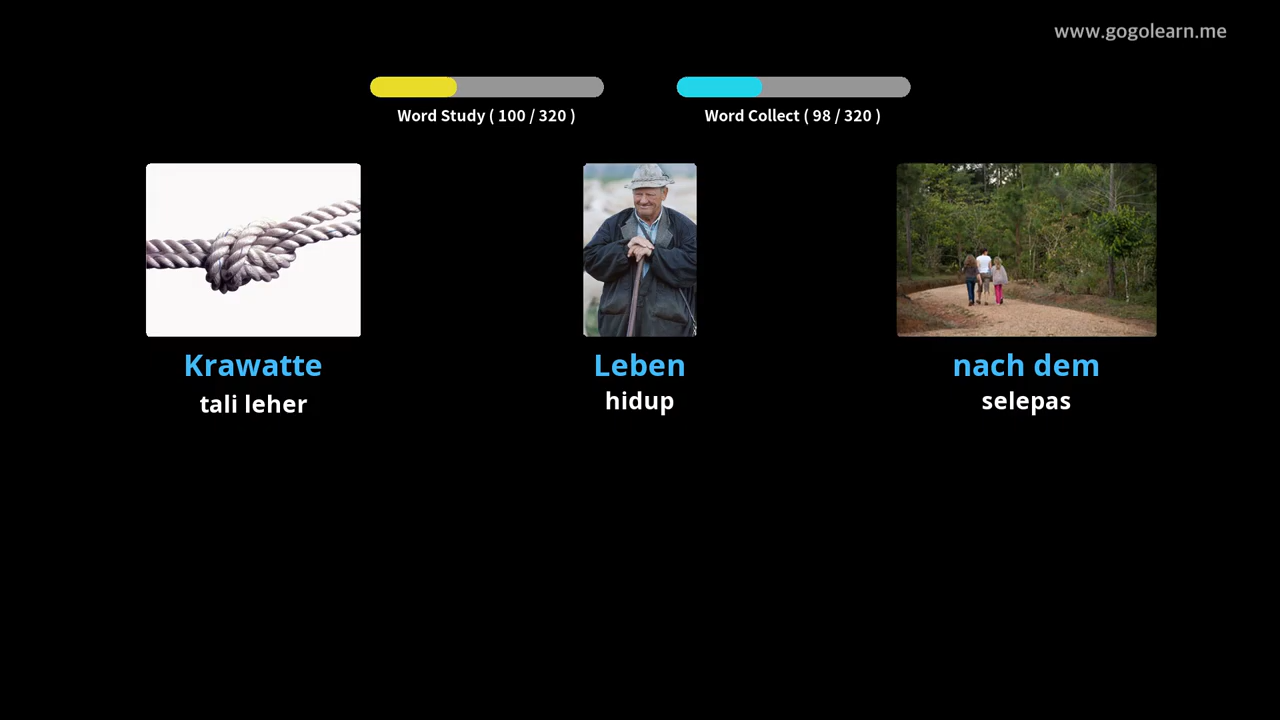 www.gogolearn.me
Word Study ( 100 / 320 )
Word Collect ( 98 / 320 )
Krawatte
tali leher
Leben
hidup
nach dem
selepas